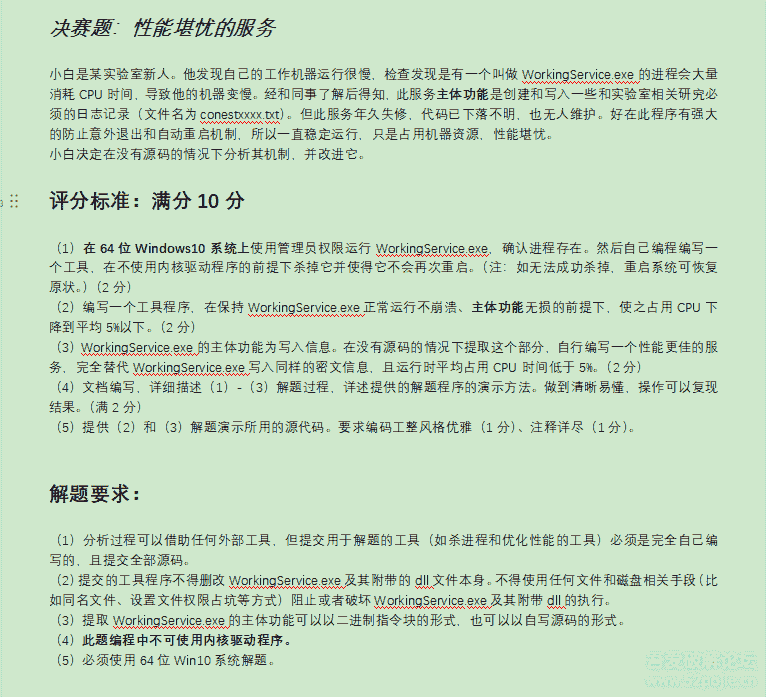 决赛题：性能堪忧的服务
小白是某实验室新人。他发现自己的工作机器运行很慢，检查发现是有一个叫做 WorkingService.exe 的进程会大量
消耗 CPU 时间，导致他的机器变慢。经和同事了解后得知，此服务主体功能是创建和写入一些和实验室相关研究必
须的日志记录（文件名为 conestxxxx.txt）。但此服务年久失修，代码已下落不明，也无人维护。好在此程序有强大
的防止意外退出和自动重启机制，所以一直稳定运行，只是占用机器资源，性能堪忧。
小白决定在没有源码的情况下分析其机制，并改进它。
评分标准：满分 10 分
（1）在 64 位 Windows10 系统上使用管理员权限运行 WorkingService.exe，确认进程存在。然后自己编程编写一
个工具，在不使用内核驱动程序的前提下杀掉它并使得它不会再次重启。（注：如无法成功杀掉，重启系统可恢复
原状。）（2 分）
（2）编写一个工具程序，在保持 WorkingService.exe 正常运行不崩溃、主体功能无损的前提下，使之占用 CPU 下
降到平均 5%以下。（2 分）
（3）WorkingService.exe 的主体功能为写入信息。在没有源码的情况下提取这个部分，自行编写一个性能更佳的服
务，完全替代 WorkingService.exe 写入同样的密文信息，且运行时平均占用 CPU 时间低于 5%。（2 分）
（4）文档编写，详细描述（1）-（3）解题过程，详述提供的解题程序的演示方法。做到清晰易懂，操作可以复现
结果。（满 2 分）
（5）提供（2）和（3）解题演示所用的源代码。要求编码工整风格优雅（1 分）、注释详尽（1 分）。
解题要求：
（1）分析过程可以借助任何外部工具，但提交用于解题的工具（如杀进程和优化性能的工具）必须是完全自己编
写的，且提交全部源码。
（2）提交的工具程序不得删改 WorkingService.exe 及其附带的 dll 文件本身。不得使用任何文件和磁盘相关手段（比
如同名文件、设置文件权限占坑等方式）阻止或者破坏 WorkingService.exe 及其附带 dll 的执行。
（3）提取 WorkingService.exe 的主体功能可以以二进制指令块的形式，也可以以自写源码的形式。
（4）此题编程中不可使用内核驱动程序。
（5）必须使用 64 位 Win10 系统解题。
吾爱破解论坛
www.52pojie.cn